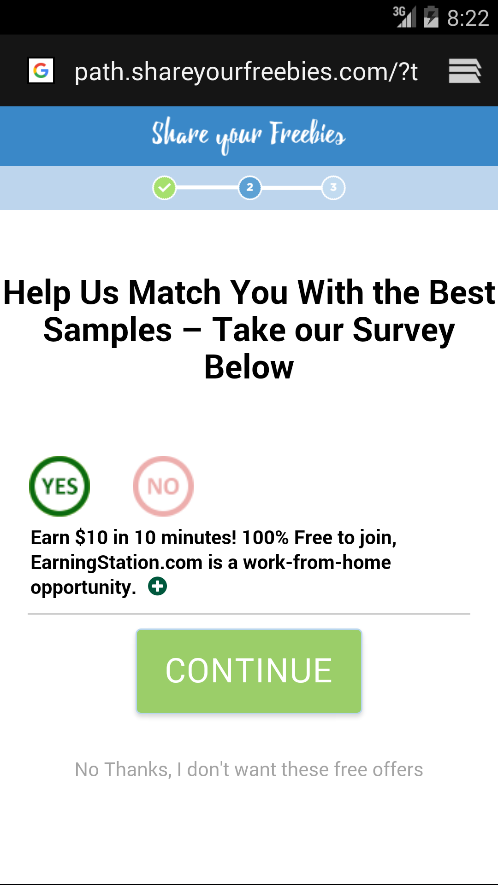 3G 8:22
G path.shareyourfreebies.com/?t
Share your Freebies
2 3
Help Us Match You With the Best
Samples – Take our Survey
Below
YES NO
Earn $10 in 10 minutes! 100% Free to join,
EarningStation.com is a work-from-home
opportunity.
CONTINUE
No Thanks, I don't want these free offers